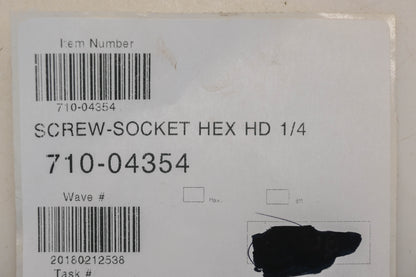 Item Number
710-04354
SCREW-SOCKET HEX HD 1/4
710-04354
Wave #
20180212538
Task #